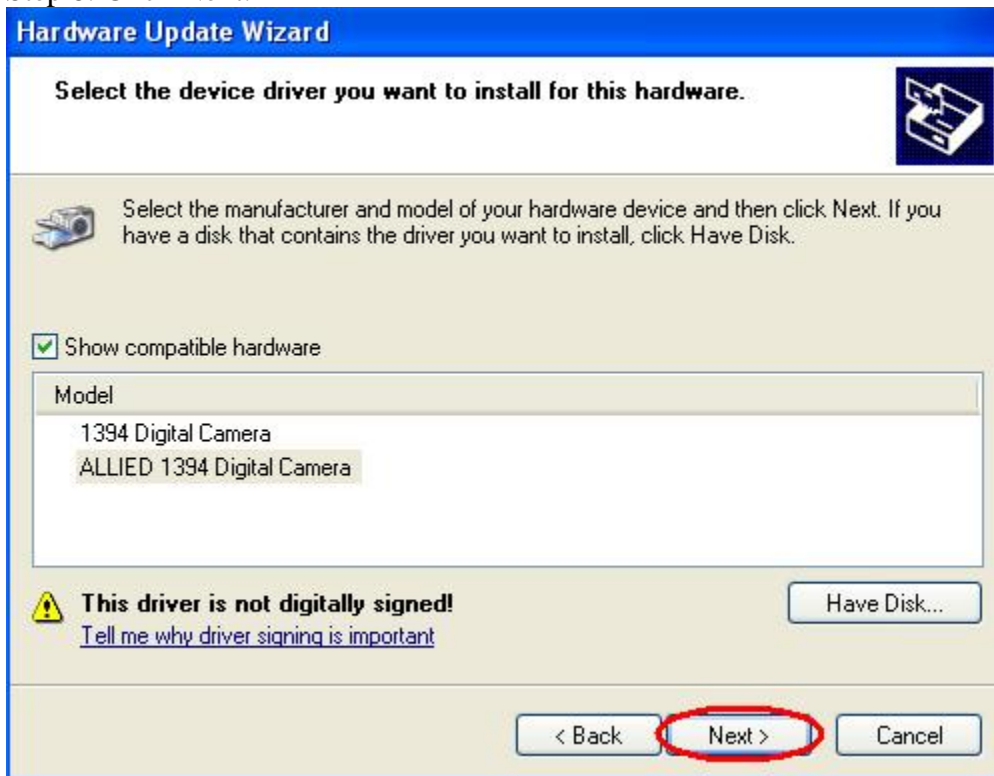 Hardware Update Wizard
Select the device driver you want to install for this hardware.
Select the manufacturer and model of your hardware device and then click Next. If you
have a disk that contains the driver you want to install, click Have Disk.
Show compatible hardware
Model
1394 Digital Camera
ALLIED 1394 Digital Camera
This driver is not digitally signed!
Have Disk...
Tell me why driver signing is important
< Back Next > Cancel